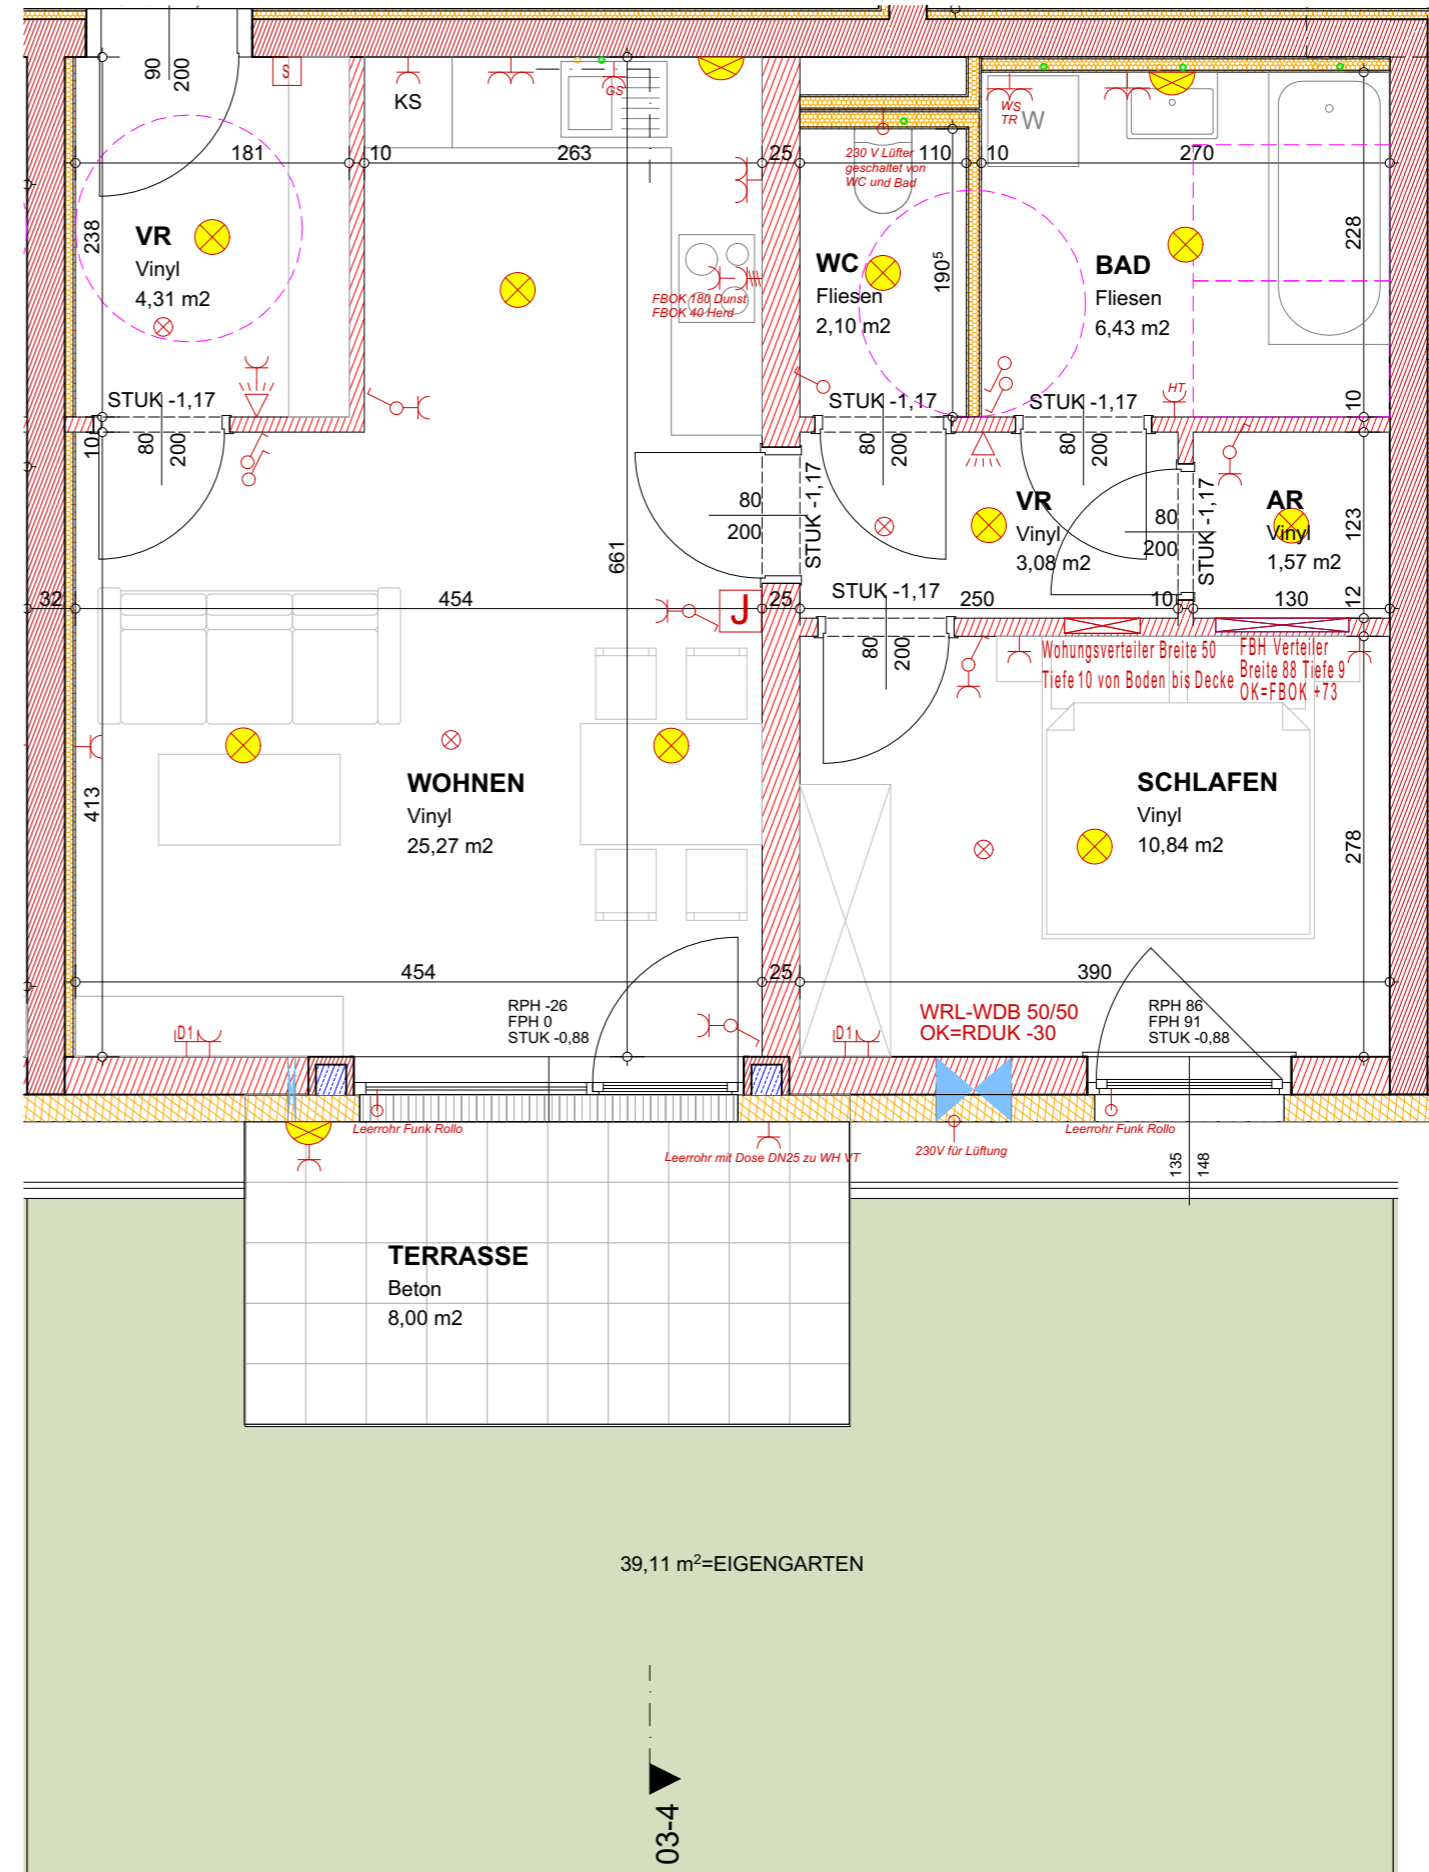 90
200
S
KS
GS
WS
TR
W
181
10
263
25
110
10
270
230 V Lüfter
geschaltet von
WC und Bad
238
VR
Vinyl
4,31 m2
WC
Fliesen
2,10 m2
190⁵
BAD
Fliesen
6,43 m2
228
FBOK 180 Dunst
FBOK 40 Herd
HT
STUK -1,17
STUK -1,17
STUK -1,17
10
10
80
200
80
200
80
200
80
200
STUK -1,17
VR
Vinyl
3,08 m2
80
200
STUK -1,17
AR
Vinyl
1,57 m2
123
661
STUK -1,17
32
454
J
25
250
10
130
12
80
200
Wohungsverteiler Breite 50
Tiefe 10 von Boden bis Decke
FBH Verteiler
Breite 88 Tiefe 9
OK=FBOK +73
413
WOHNEN
Vinyl
25,27 m2
SCHLAFEN
Vinyl
10,84 m2
278
454
25
390
RPH -26
FPH 0
STUK -0,88
WRL-WDB 50/50
OK=RDUK -30
RPH 86
FPH 91
STUK -0,88
D1
D1
Leerrohr Funk Rollo
Leerrohr mit Dose DN25 zu WH VT
230V für Lüftung
Leerrohr Funk Rollo
135
148
TERRASSE
Beton
8,00 m2
39,11 m²=EIGENGARTEN
03-4